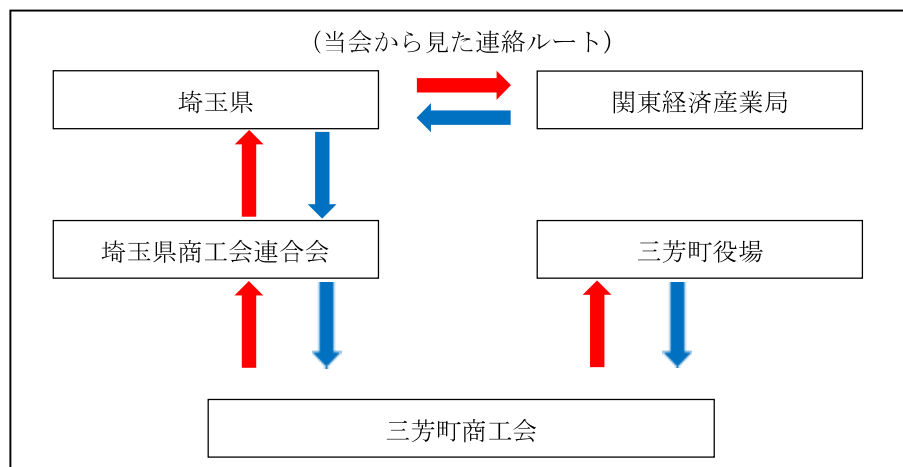 （当会から見た連絡ルート）
埼玉県
関東経済産業局
埼玉県商工会連合会
三芳町役場
三芳町商工会